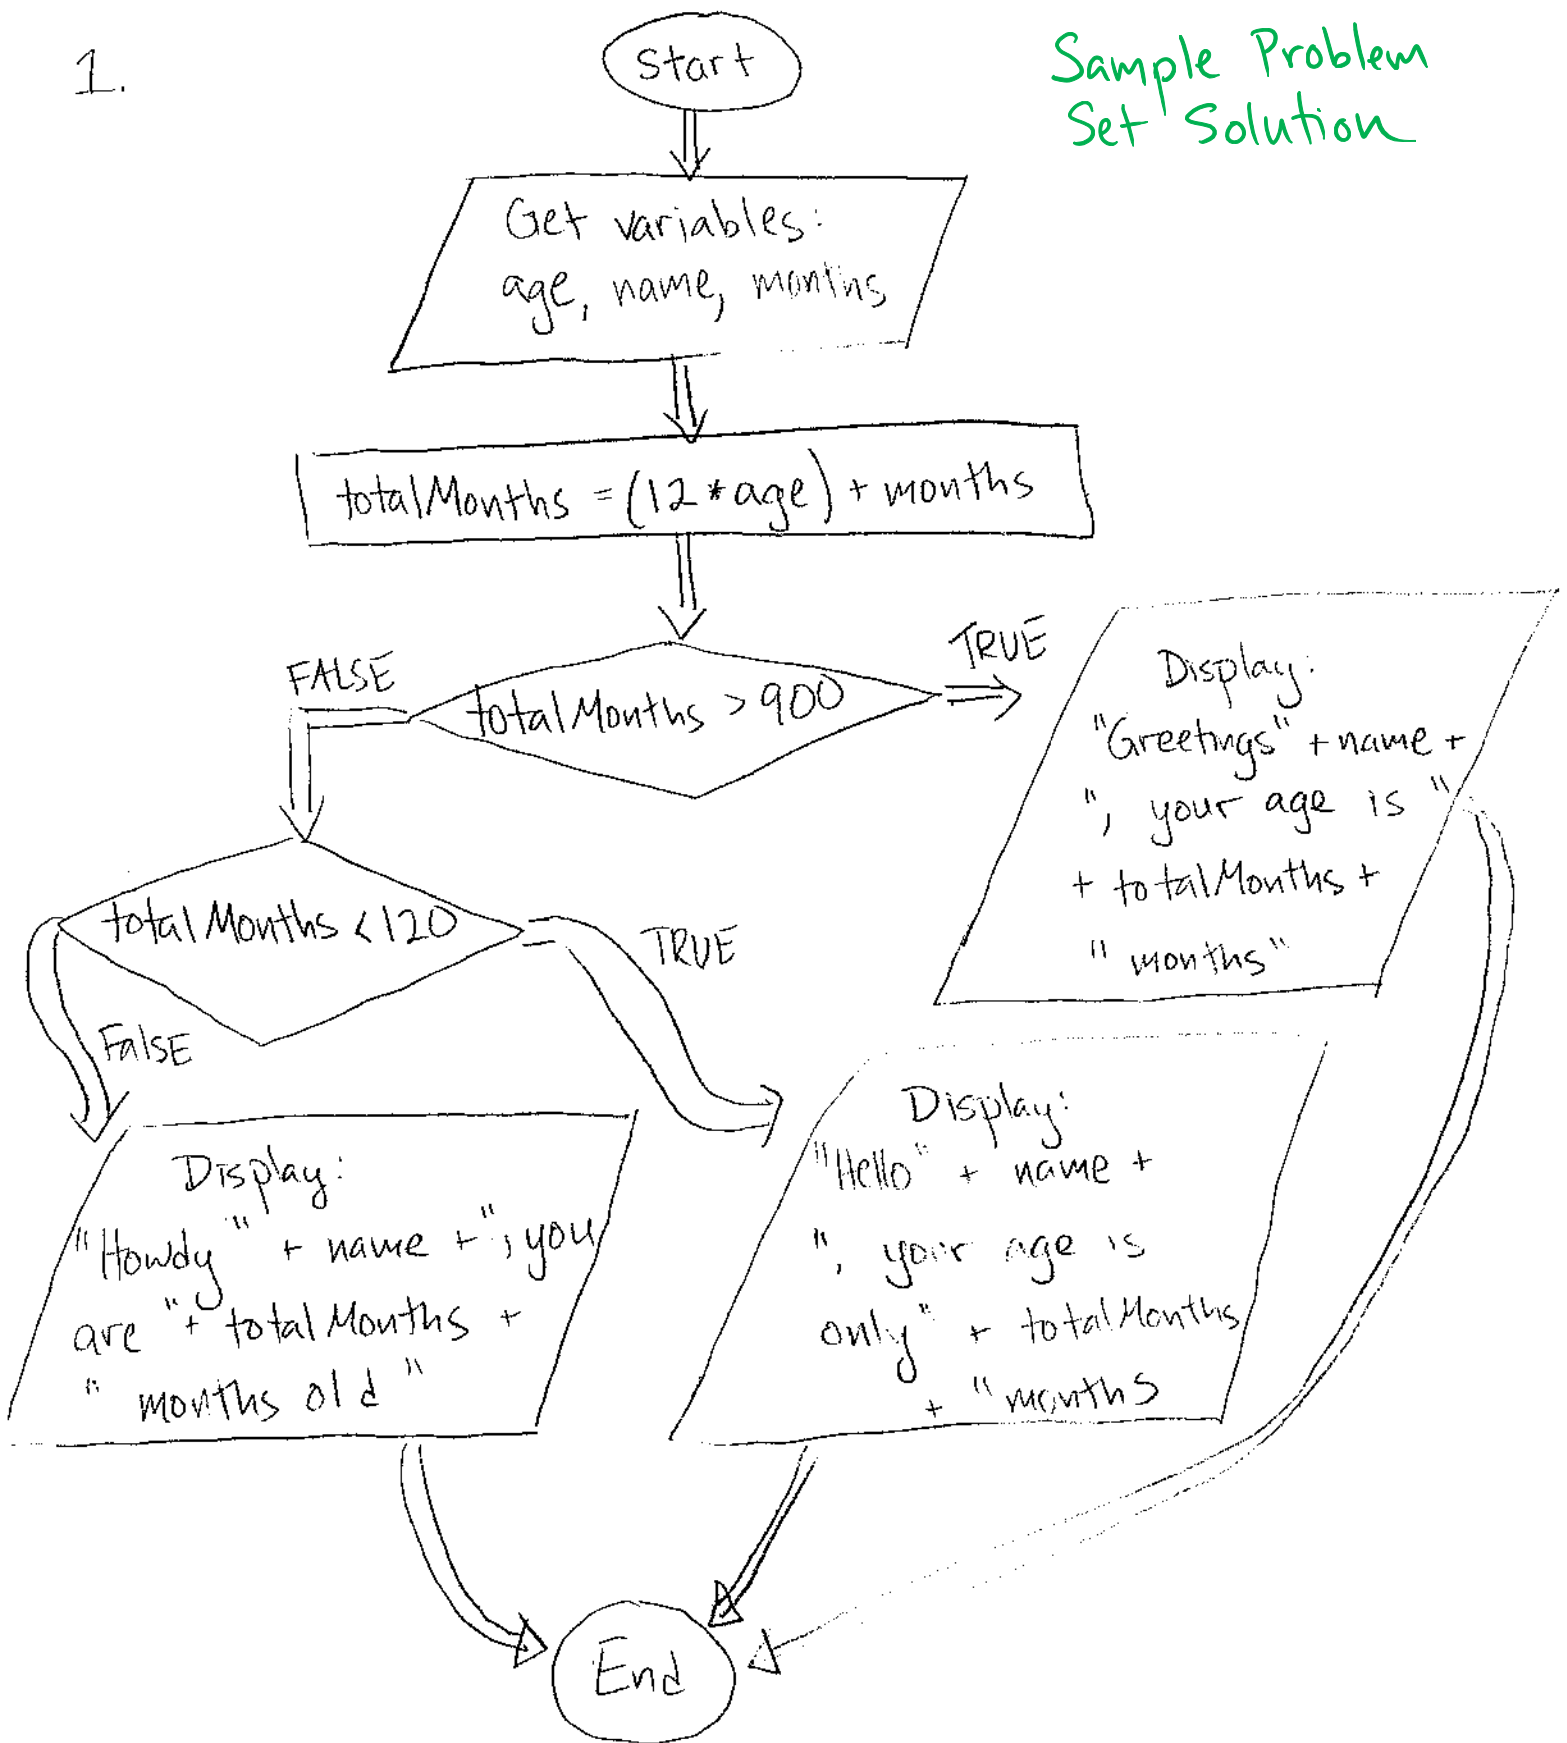 1.
Start
Sample Problem
Set Solution
Get variables:
age, name, months
totalMonths = (12 * age) + months
totalMonths > 900
FALSE
TRUE
Display:
"Greetings" + name +
", your age is "
+ totalMonths +
" months"
totalMonths < 120
False
TRUE
Display:
"Howdy " + name + ", you
are " + totalMonths +
" months old "
Display:
"Hello" + name +
", your age is
only" + totalMonths
+ "months
End